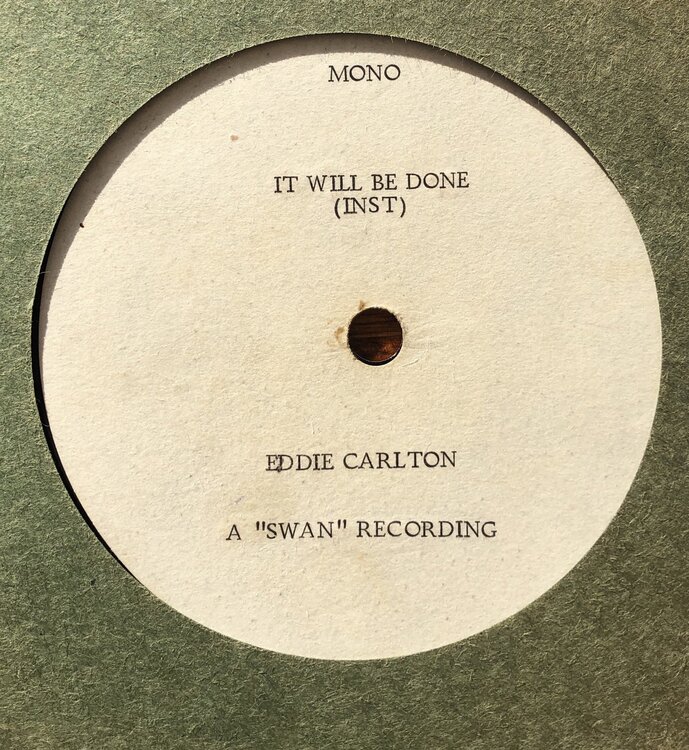 MONO
IT WILL BE DONE
(INST)
EDDIE CARLTON
A "SWAN" RECORDING